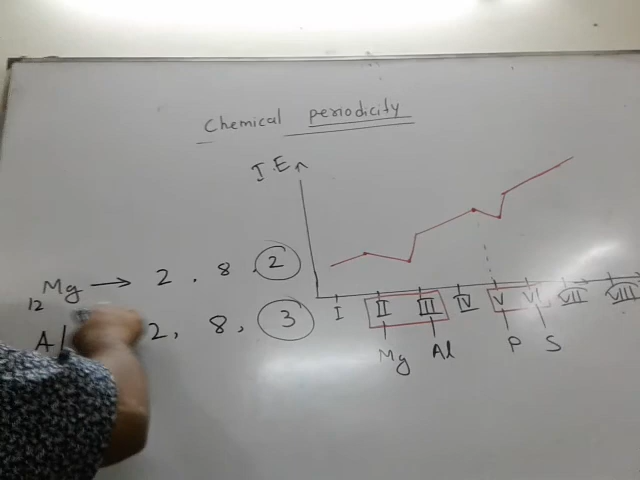 Chemical periodicity
I.E
12 Mg → 2 . 8 . 2
Al 2, 8, 3
I II III IV V VI VII VIII
Mg Al P S